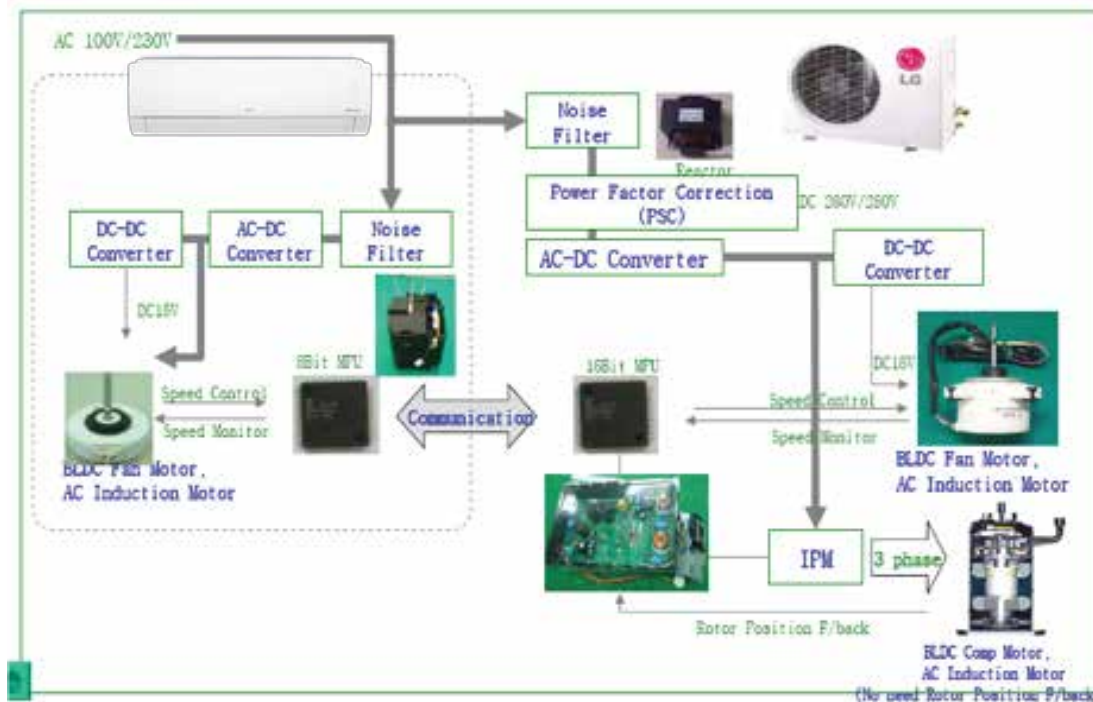 AC 100V/230V
LG
Noise
Filter
Reactor
Power Factor Correction
(PSC)
DC 260V/280V
DC-DC
Converter
AC-DC
Converter
Noise
Filter
AC-DC Converter
DC-DC
Converter
DC15V
8Bit MPU
16Bit MPU
DC15V
Speed Control
Speed Monitor
Communication
Speed Control
Speed Monitor
BLDC Fan Motor,
AC Induction Motor
BLDC Fan Motor,
AC Induction Motor
IPM
3 phase
Rotor Position F/back
BLDC Comp Motor,
AC Induction Motor
(No need Rotor Position F/back